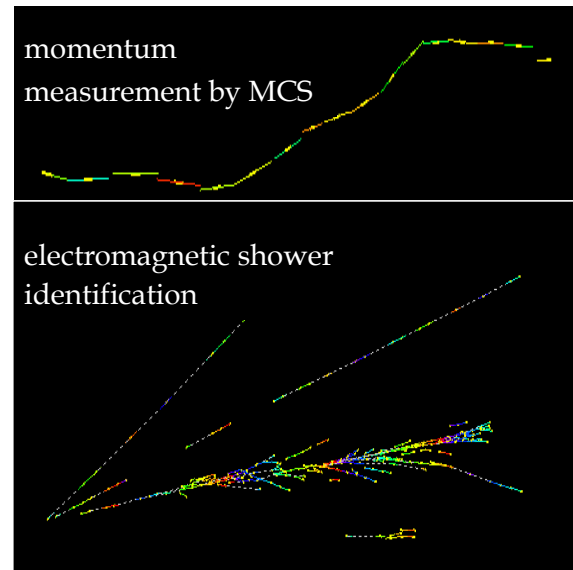 momentum
measurement by MCS
electromagnetic shower
identification